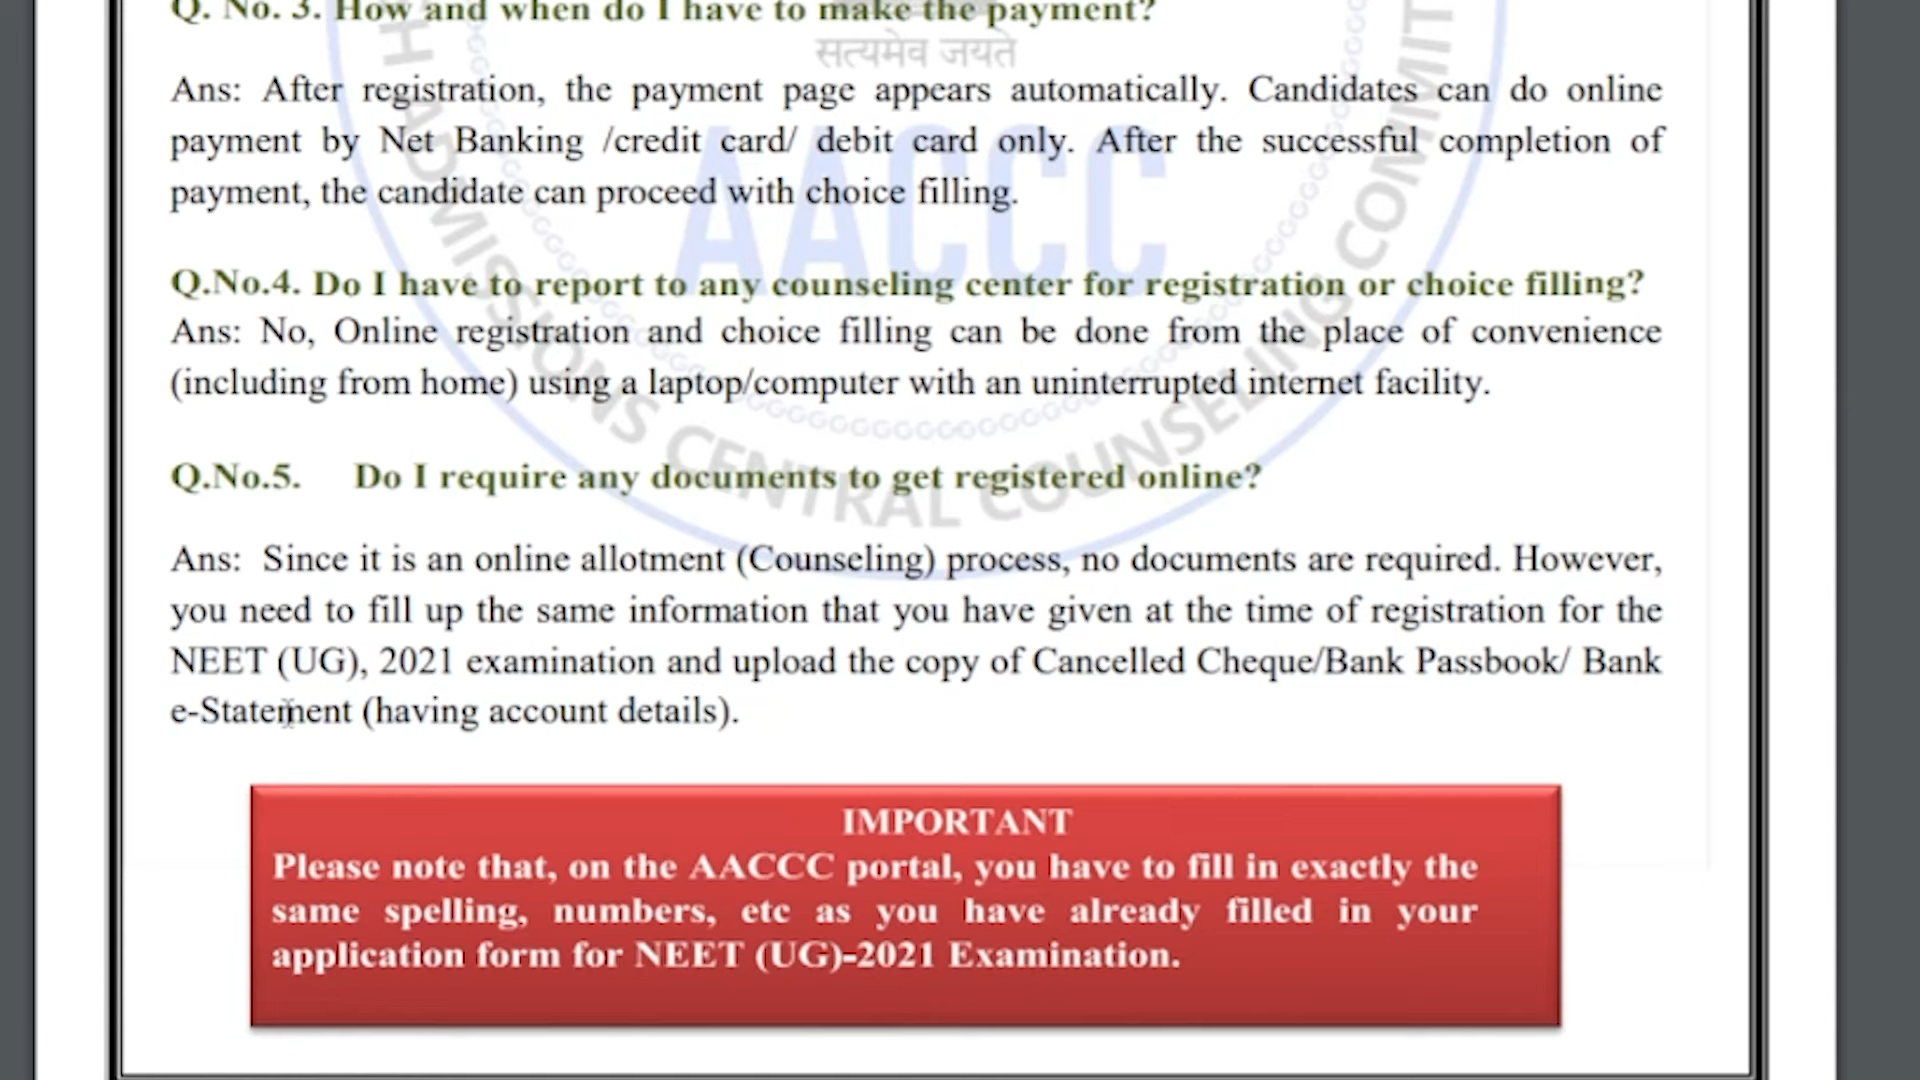 Q. No. 3. How and when do I have to make the payment?
सत्यमेव जयते
Ans: After registration, the payment page appears automatically. Candidates can do online
payment by Net Banking /credit card/ debit card only. After the successful completion of
payment, the candidate can proceed with choice filling.
AACCC
Q.No.4. Do I have to report to any counseling center for registration or choice filling?
Ans: No, Online registration and choice filling can be done from the place of convenience
(including from home) using a laptop/computer with an uninterrupted internet facility.
ADMISSIONS CENTRAL COUNSELING
Q.No.5. Do I require any documents to get registered online?
Ans: Since it is an online allotment (Counseling) process, no documents are required. However,
you need to fill up the same information that you have given at the time of registration for the
NEET (UG), 2021 examination and upload the copy of Cancelled Cheque/Bank Passbook/ Bank
e-Statement (having account details).
IMPORTANT
Please note that, on the AACCC portal, you have to fill in exactly the
same spelling, numbers, etc as you have already filled in your
application form for NEET (UG)-2021 Examination.